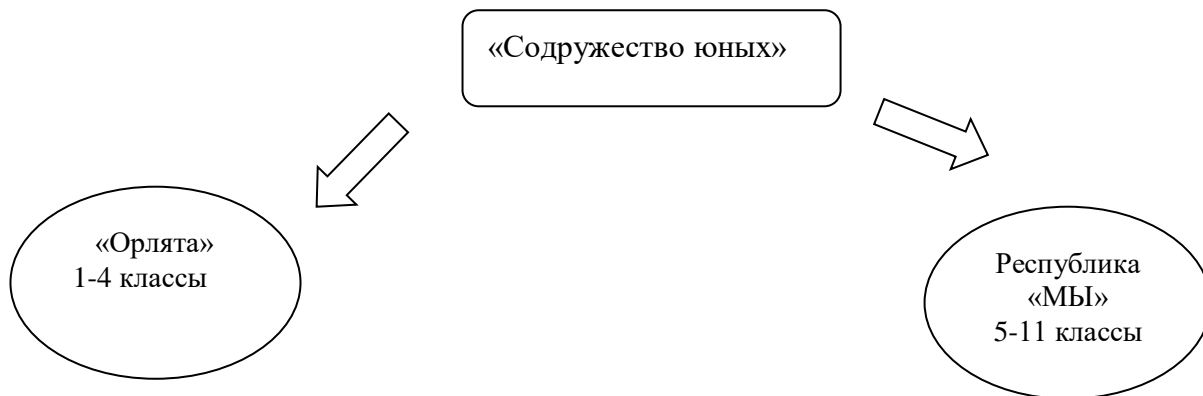 «Содружество юных»
«Орлята»
1-4 классы
Республика
«МЫ»
5-11 классы